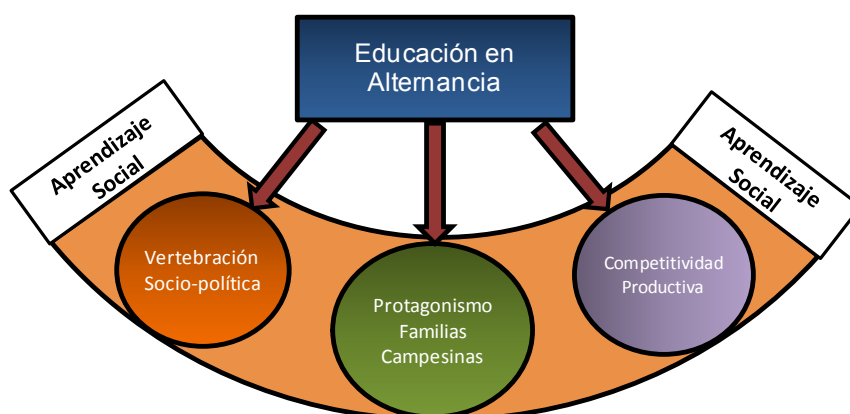 Educación en
Alternancia
Aprendizaje
Social
Aprendizaje
Social
Vertebración
Socio-política
Protagonismo
Familias
Campesinas
Competitividad
Productiva